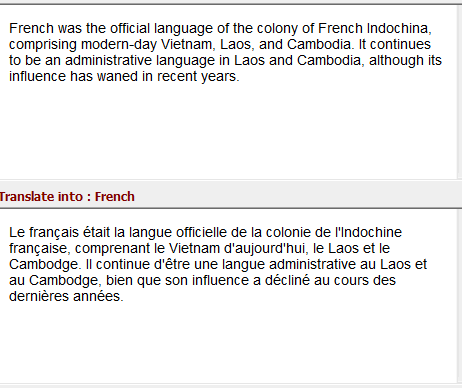 French was the official language of the colony of French Indochina,
comprising modern-day Vietnam, Laos, and Cambodia. It continues
to be an administrative language in Laos and Cambodia, although its
influence has waned in recent years.
Translate into : French
Le français était la langue officielle de la colonie de l'Indochine
française, comprenant le Vietnam d'aujourd'hui, le Laos et le
Cambodge. Il continue d'être une langue administrative au Laos et
au Cambodge, bien que son influence a décliné au cours des
dernières années.